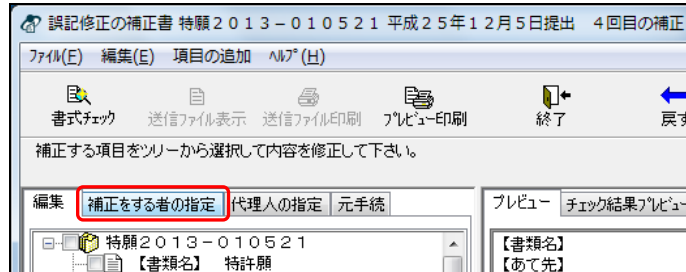 誤記修正の補正書 特願2013-010521 平成25年12月5日提出 4回目の補正
ﾌｧｲﾙ(F) 編集(E) 項目の追加 ﾍﾙﾌﾟ(H)
書式ﾁｪｯｸ 送信ﾌｧｲﾙ表示 送信ﾌｧｲﾙ印刷 ﾌﾟﾚﾋﾞｭｰ印刷 終了 戻す
補正する項目をツリーから選択して内容を修正して下さい。
編集 補正をする者の指定 代理人の指定 元手続 プレビュー チェック結果プレビュー
特願2013-010521 【書類名】
【書類名】 特許願 【あて先】